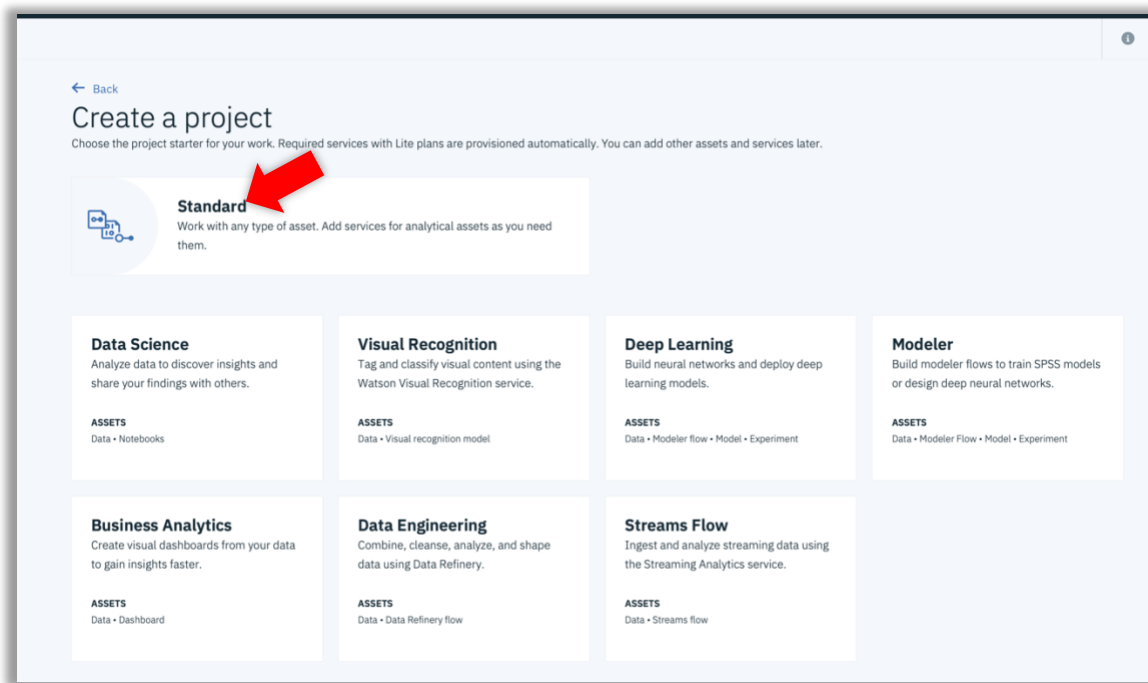 Back
Create a project
Choose the project starter for your work. Required services with Lite plans are provisioned automatically. You can add other assets and services later.
Standard
Work with any type of asset. Add services for analytical assets as you need
them.
Data Science
Analyze data to discover insights and
share your findings with others.
ASSETS
Data • Notebooks
Visual Recognition
Tag and classify visual content using the
Watson Visual Recognition service.
ASSETS
Data • Visual recognition model
Deep Learning
Build neural networks and deploy deep
learning models.
ASSETS
Data • Modeler flow • Model • Experiment
Modeler
Build modeler flows to train SPSS models
or design deep neural networks.
ASSETS
Data • Modeler Flow • Model • Experiment
Business Analytics
Create visual dashboards from your data
to gain insights faster.
ASSETS
Data • Dashboard
Data Engineering
Combine, cleanse, analyze, and shape
data using Data Refinery.
ASSETS
Data • Data Refinery flow
Streams Flow
Ingest and analyze streaming data using
the Streaming Analytics service.
ASSETS
Data • Streams flow